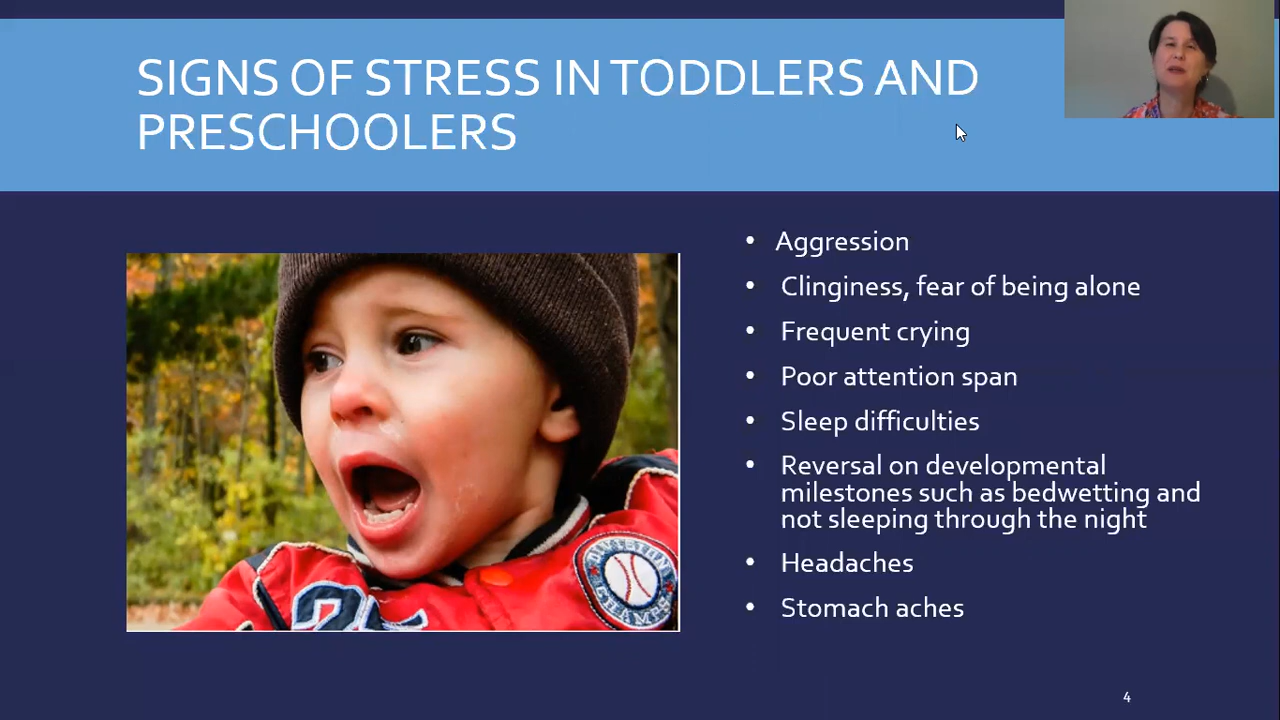 SIGNS OF STRESS IN TODDLERS AND
PRESCHOOLERS
• Aggression
• Clinginess, fear of being alone
• Frequent crying
• Poor attention span
• Sleep difficulties
• Reversal on developmental
milestones such as bedwetting and
not sleeping through the night
• Headaches
• Stomach aches
CHAMPS
4